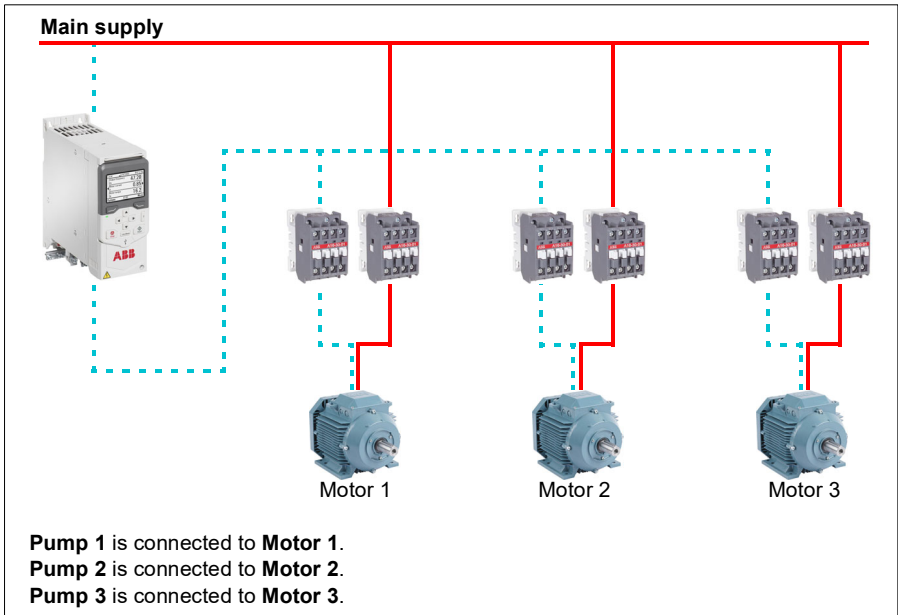 Main supply
ABB
Motor 1
Motor 2
Motor 3
Pump 1 is connected to Motor 1.
Pump 2 is connected to Motor 2.
Pump 3 is connected to Motor 3.